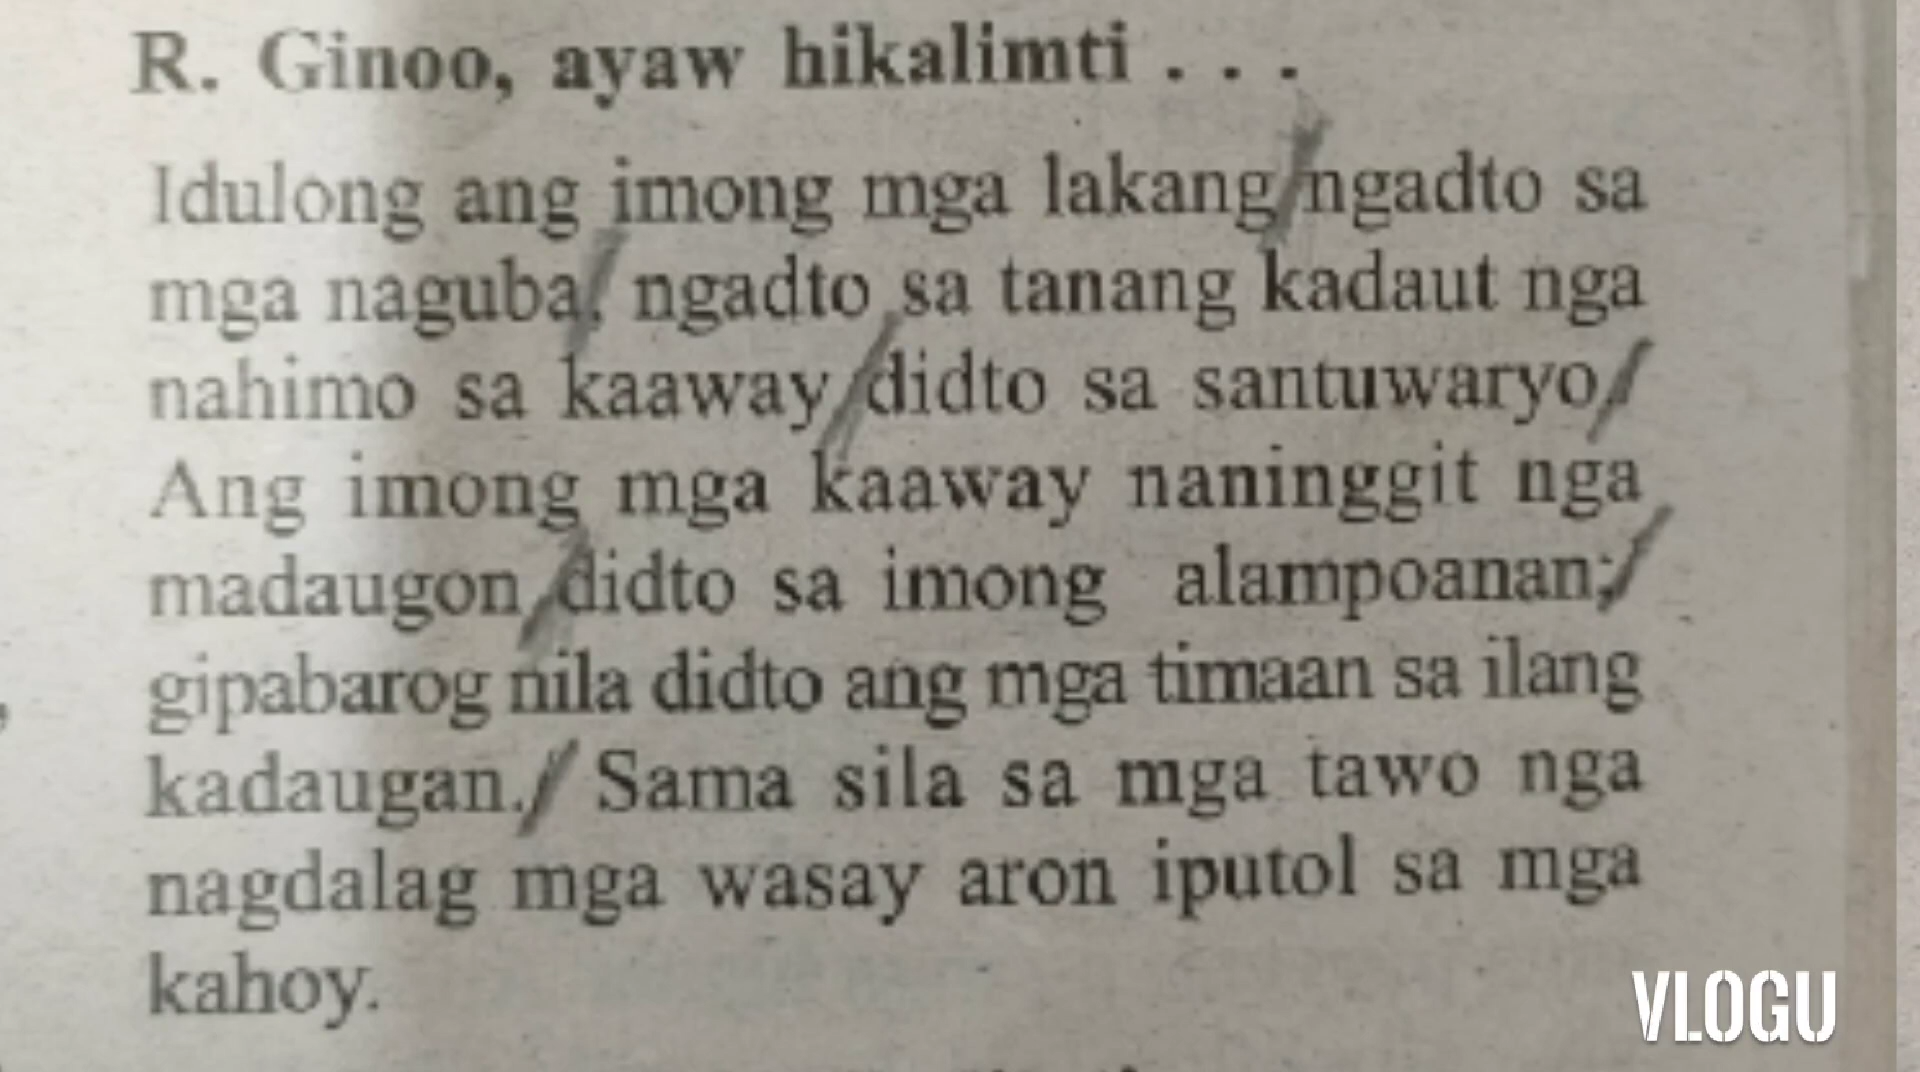 R. Ginoo, ayaw hikalimti . . .
Idulong ang imong mga lakang ngadto sa
mga naguba, ngadto sa tanang kadaut nga
nahimo sa kaaway didto sa santuwaryo.
Ang imong mga kaaway naninggit nga
madaugon didto sa imong alampoanan;
gipabarog nila didto ang mga timaan sa ilang
kadaugan. Sama sila sa mga tawo nga
nagdalag mga wasay aron iputol sa mga
kahoy.
VLOGU